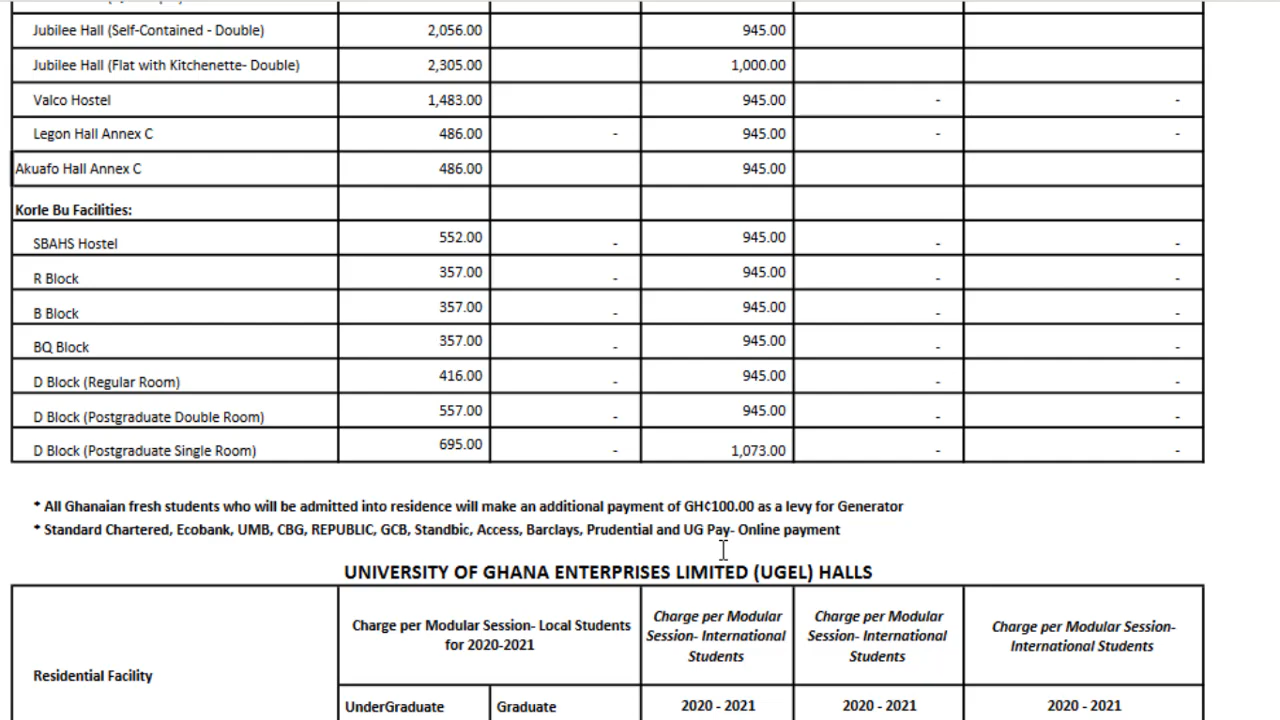 Jubilee Hall (Self-Contained - Double) 2,056.00 945.00
Jubilee Hall (Flat with Kitchenette- Double) 2,305.00 1,000.00
Valco Hostel 1,483.00 945.00 - -
Legon Hall Annex C 486.00 - 945.00 - -
Akuafo Hall Annex C 486.00 945.00
Korle Bu Facilities:
SBAHS Hostel 552.00 - 945.00 - -
R Block 357.00 - 945.00 - -
B Block 357.00 - 945.00 - -
BQ Block 357.00 - 945.00 - -
D Block (Regular Room) 416.00 - 945.00 - -
D Block (Postgraduate Double Room) 557.00 - 945.00 - -
D Block (Postgraduate Single Room) 695.00 - 1,073.00 - -
* All Ghanaian fresh students who will be admitted into residence will make an additional payment of GH¢100.00 as a levy for Generator
* Standard Chartered, Ecobank, UMB, CBG, REPUBLIC, GCB, Standbic, Access, Barclays, Prudential and UG Pay- Online payment
UNIVERSITY OF GHANA ENTERPRISES LIMITED (UGEL) HALLS
Residential Facility
Charge per Modular Session- Local Students
for 2020-2021
Charge per Modular
Session- International
Students
Charge per Modular
Session- International
Students
Charge per Modular Session-
International Students
UnderGraduate Graduate 2020 - 2021 2020 - 2021 2020 - 2021